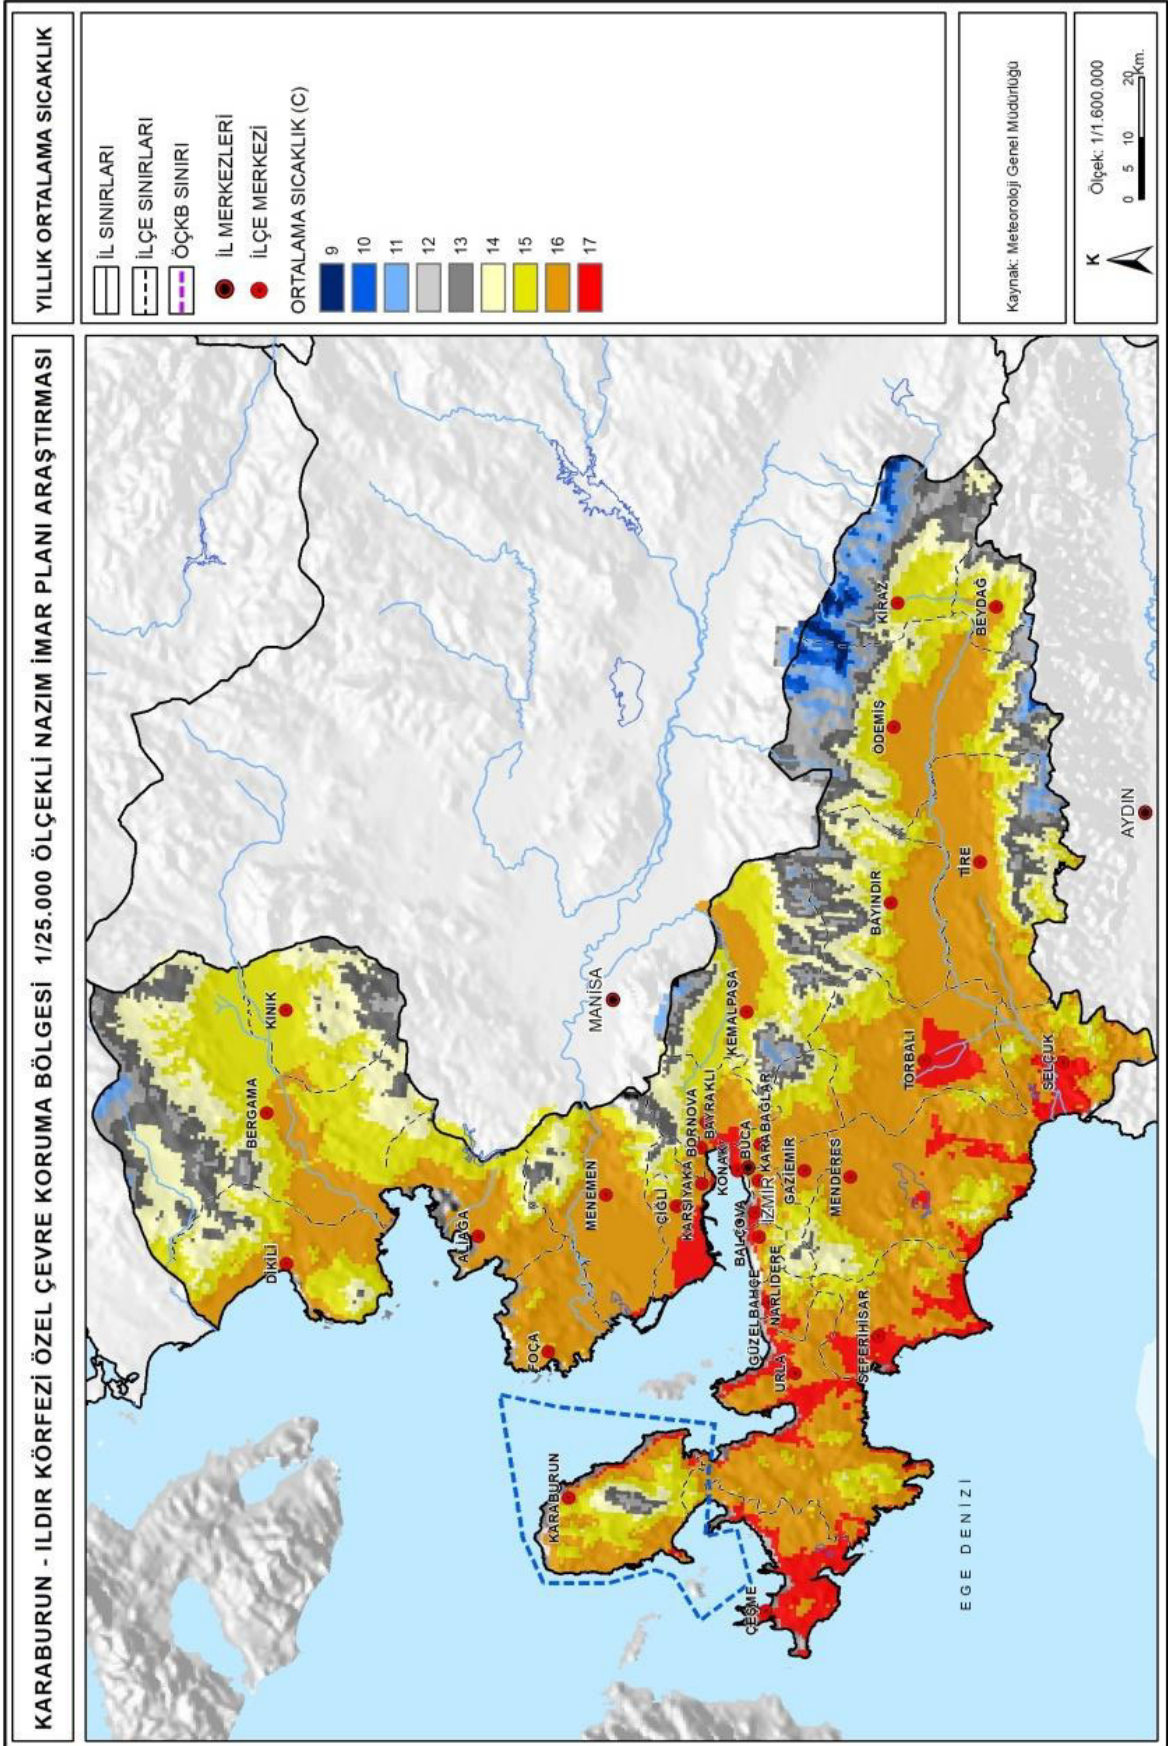 KARABURUN - ILDIR KÖRFEZİ ÖZEL ÇEVRE KORUMA BÖLGESİ 1/25.000 ÖLÇEKLİ NAZIM İMAR PLANI ARAŞTIRMASI
YILLIK ORTALAMA SICAKLIK
İL SINIRLARI
İLÇE SINIRLARI
ÖÇKB SINIRI
İL MERKEZLERİ
İLÇE MERKEZİ
ORTALAMA SICAKLIK (C)
9
10
11
12
13
14
15
16
17
Kaynak: Meteoroloji Genel Müdürlüğü
K
Ölçek: 1/1.600.000
0 5 10 20 Km.
KINIK
BERGAMA
DİKİLİ
ALİAĞA
FOÇA
MENEMEN
MANİSA
KARABURUN
ÇİĞLİ
KARŞIYAKA
BORNOVA
BAYRAKLI
KEMALPAŞA
KONAK
BUCA
KARABAĞLAR
İZMİR
BALÇOVA
NARLIDERE
GÜZELBAHÇE
GAZİEMİR
MENDERES
URLA
SEFERİHİSAR
ÇEŞME
TORBALI
SELÇUK
BAYINDIR
TİRE
ÖDEMİŞ
KİRAZ
BEYDAĞ
AYDIN
EGE DENİZİ